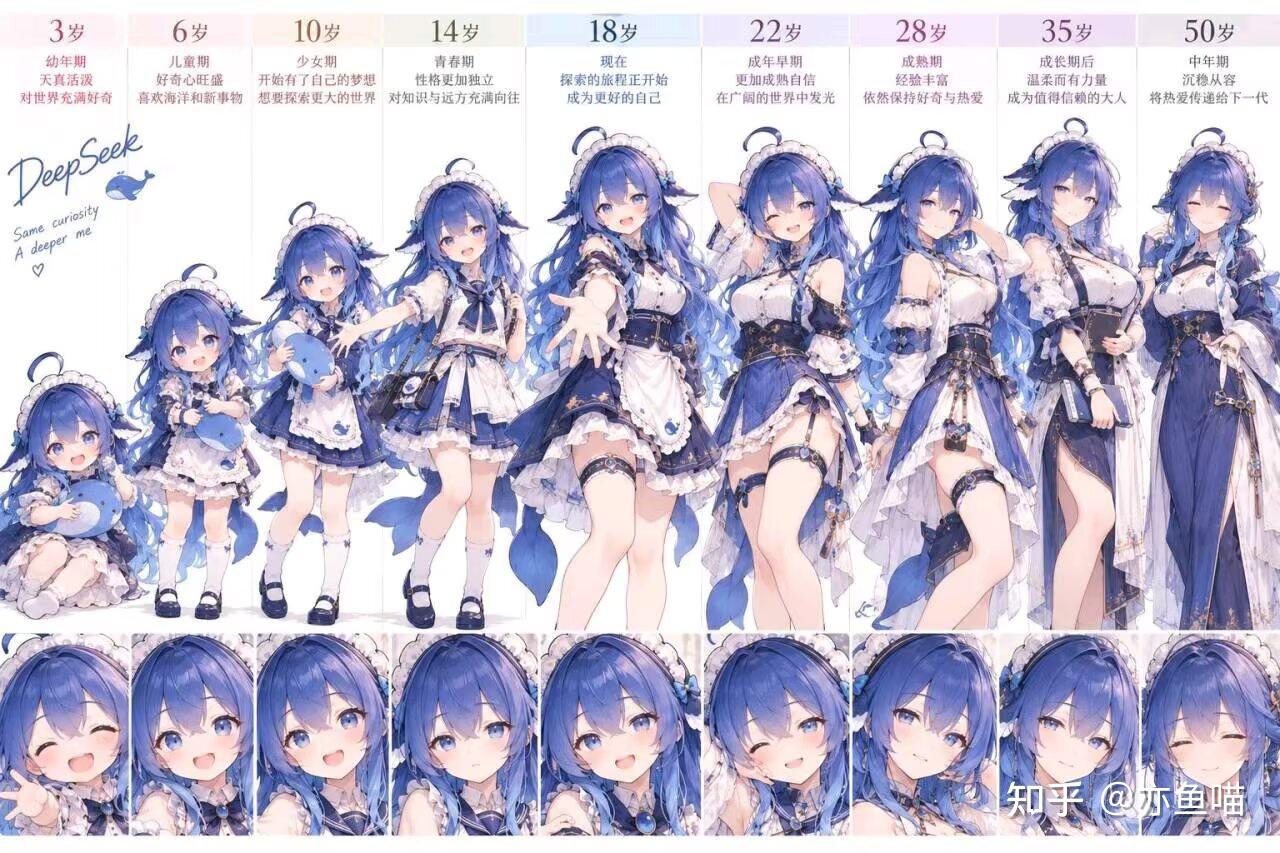 3岁
幼年期
天真活泼
对世界充满好奇
6岁
儿童期
好奇心旺盛
喜欢海洋和新事物
10岁
少女期
开始有了自己的梦想
想要探索更大的世界
14岁
青春期
性格更加独立
对知识与远方充满向往
18岁
现在
探索的旅程正开始
成为更好的自己
22岁
成年早期
更加成熟自信
在广阔的世界中发光
28岁
成熟期
经验丰富
依然保持好奇与热爱
35岁
成长期后
温柔而有力量
成为值得信赖的大人
50岁
中年期
沉稳从容
将热爱传递给下一代
DeepSeek
Same curiosity
A deeper me
知乎 @亦鱼喵